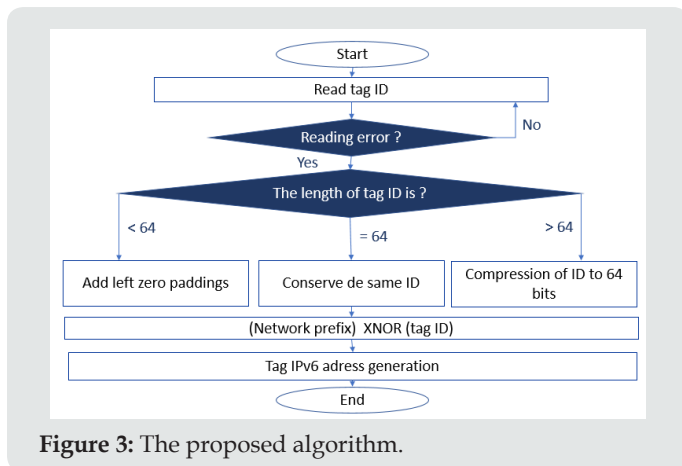 Start
Read tag ID
Reading error ?
No
Yes
The length of tag ID is ?
< 64
= 64
> 64
Add left zero paddings
Conserve de same ID
Compression of ID to 64
bits
(Network prefix) XNOR (tag ID)
Tag IPv6 adress generation
End
Figure 3: The proposed algorithm.